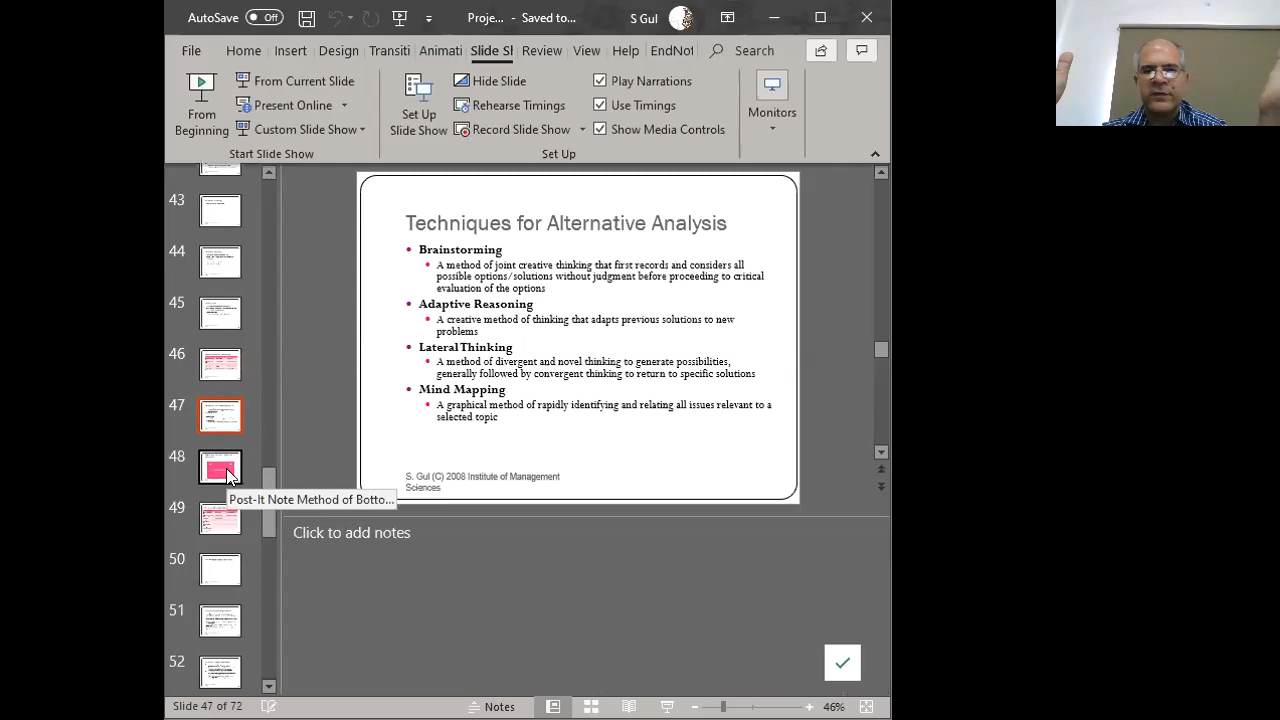 AutoSave Off Proje... - Saved to... S Gul
File Home Insert Design Transiti Animati Slide Sl Review View Help EndNot Search
From Beginning
From Current Slide
Present Online
Custom Slide Show
Start Slide Show
Set Up Slide Show
Hide Slide
Rehearse Timings
Record Slide Show
Play Narrations
Use Timings
Show Media Controls
Set Up
Monitors
43
44
45
46
47
48
Post-It Note Method of Botto...
49
50
51
52
Techniques for Alternative Analysis
• Brainstorming
• A method of joint creative thinking that first records and considers all
possible options/solutions without judgment before proceeding to critical
evaluation of the options
• Adaptive Reasoning
• A creative method of thinking that adapts previous solutions to new
problems
• Lateral Thinking
• A method of divergent and novel thinking to generate possibilities,
generally followed by convergent thinking to return to specific solutions
• Mind Mapping
• A graphical method of rapidly identifying and relating all issues relevant to a
selected topic
S. Gul (C) 2008 Institute of Management
Sciences
Click to add notes
Slide 47 of 72 Notes 46%